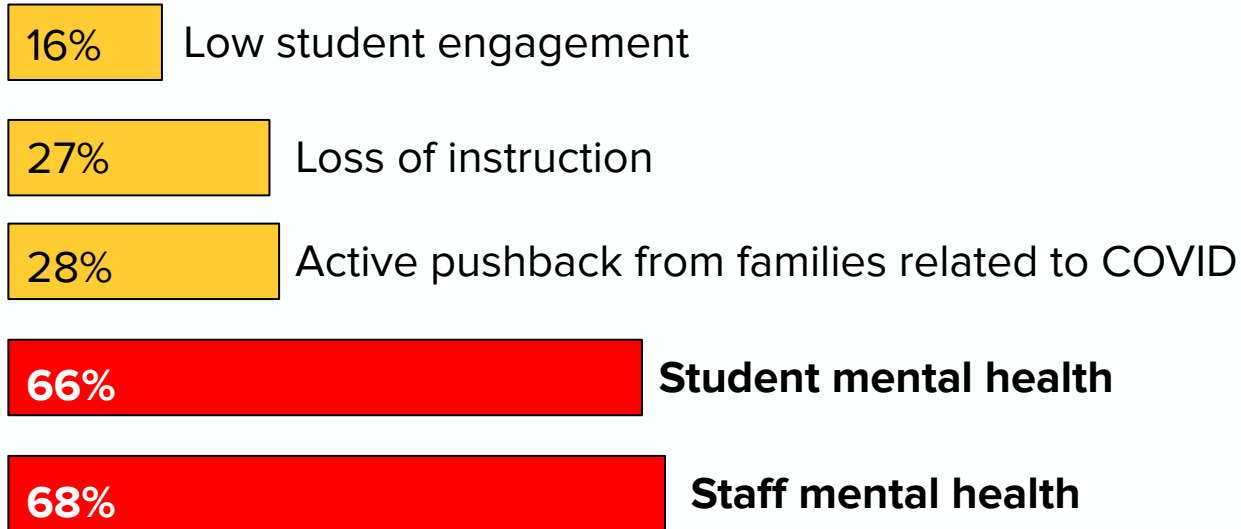 16% Low student engagement
27% Loss of instruction
28% Active pushback from families related to COVID
66% Student mental health
68% Staff mental health